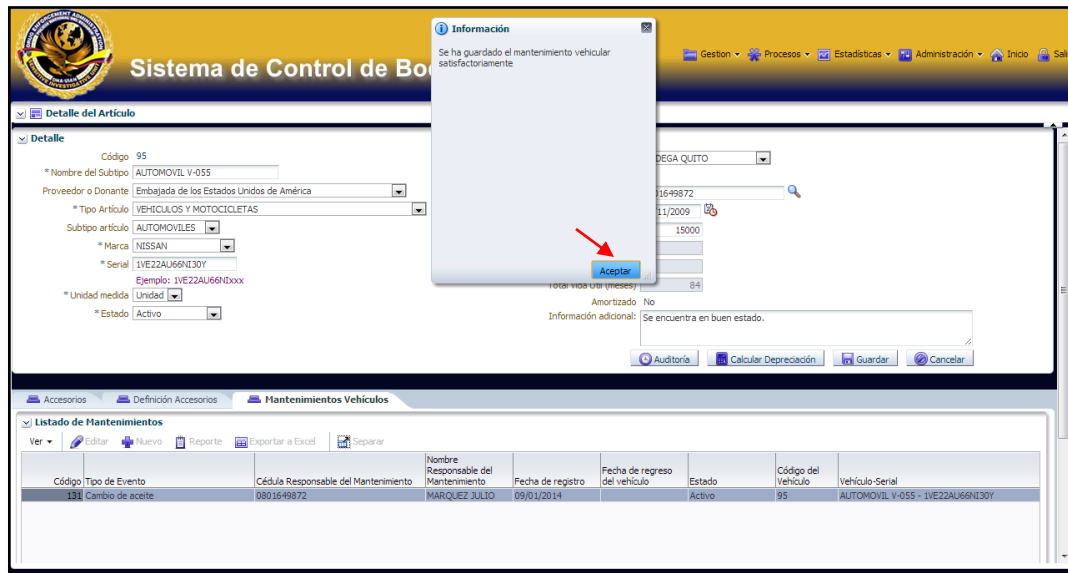 Sistema de Control de Bo
Gestion
Procesos
Estadísticas
Administración
Inicio
Sali
Información
Se ha guardado el mantenimiento vehicular
satisfactoriamente
Aceptar
Detalle del Artículo
Detalle
Código 95
* Nombre del Subtipo AUTOMOVIL V-055
Proveedor o Donante Embajada de los Estados Unidos de América
* Tipo Artículo VEHICULOS Y MOTOCICLETAS
Subtipo artículo AUTOMOVILES
* Marca NISSAN
* Serial 1VE22AU66NI30Y
Ejemplo: 1VE22AU66NIxxx
* Unidad medida Unidad
* Estado Activo
DEGA QUITO
01649872
11/2009
15000
Total Vida Util (meses) 84
Amortizado No
Información adicional: Se encuentra en buen estado.
Auditoría
Calcular Depreciación
Guardar
Cancelar
Accesorios
Definición Accesorios
Mantenimientos Vehículos
Listado de Mantenimientos
Ver
Editar
Nuevo
Reporte
Exportar a Excel
Separar
Código
Tipo de Evento
Cédula Responsable del Mantenimiento
Nombre
Responsable del
Mantenimiento
Fecha de registro
Fecha de regreso
del vehículo
Estado
Código del
Vehículo
Vehículo-Serial
131 Cambio de aceite 0801649872 MARQUEZ JULIO 09/01/2014 Activo 95 AUTOMOVIL V-055 - 1VE22AU66NI30Y